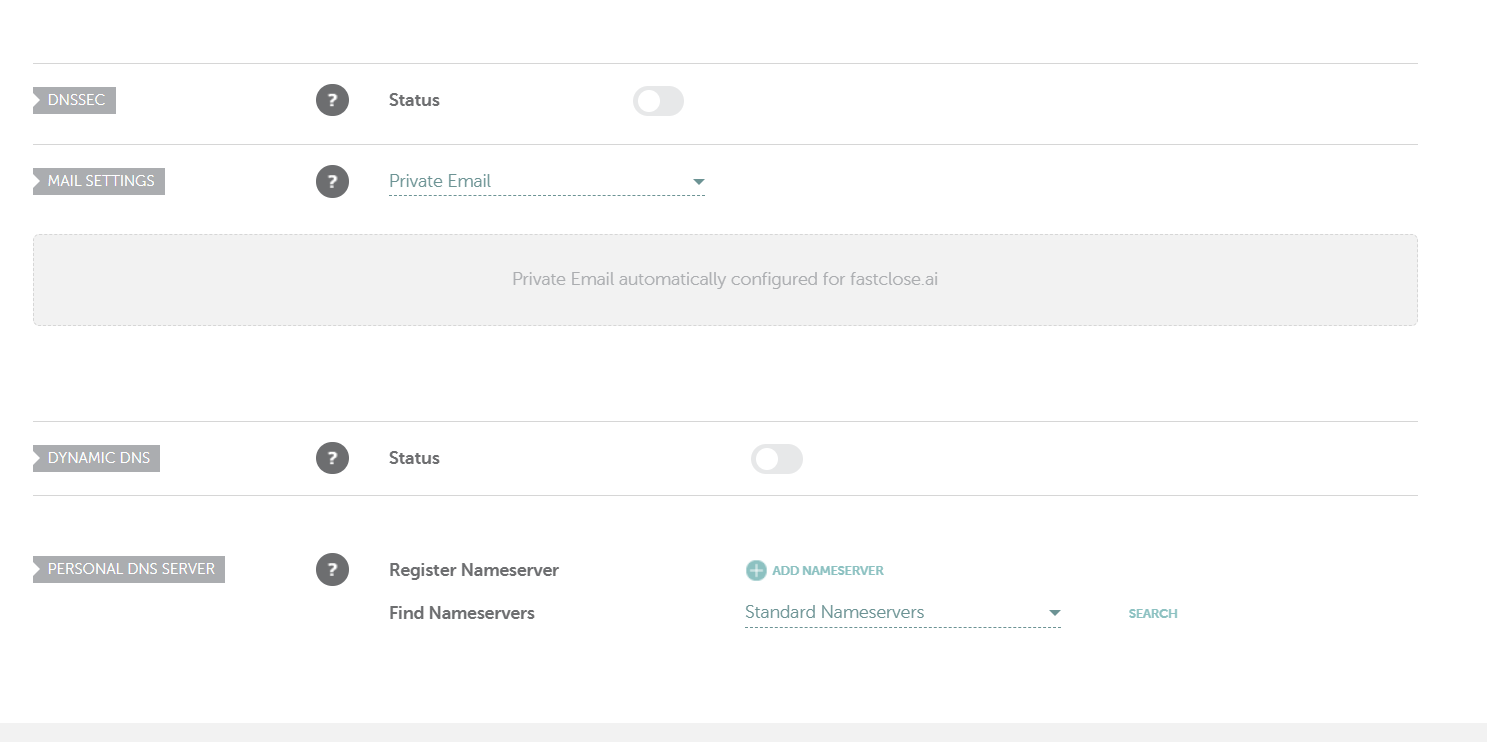 DNSSEC
?
Status
MAIL SETTINGS
?
Private Email
Private Email automatically configured for fastclose.ai
DYNAMIC DNS
?
Status
PERSONAL DNS SERVER
?
Register Nameserver
ADD NAMESERVER
Find Nameservers
Standard Nameservers
SEARCH